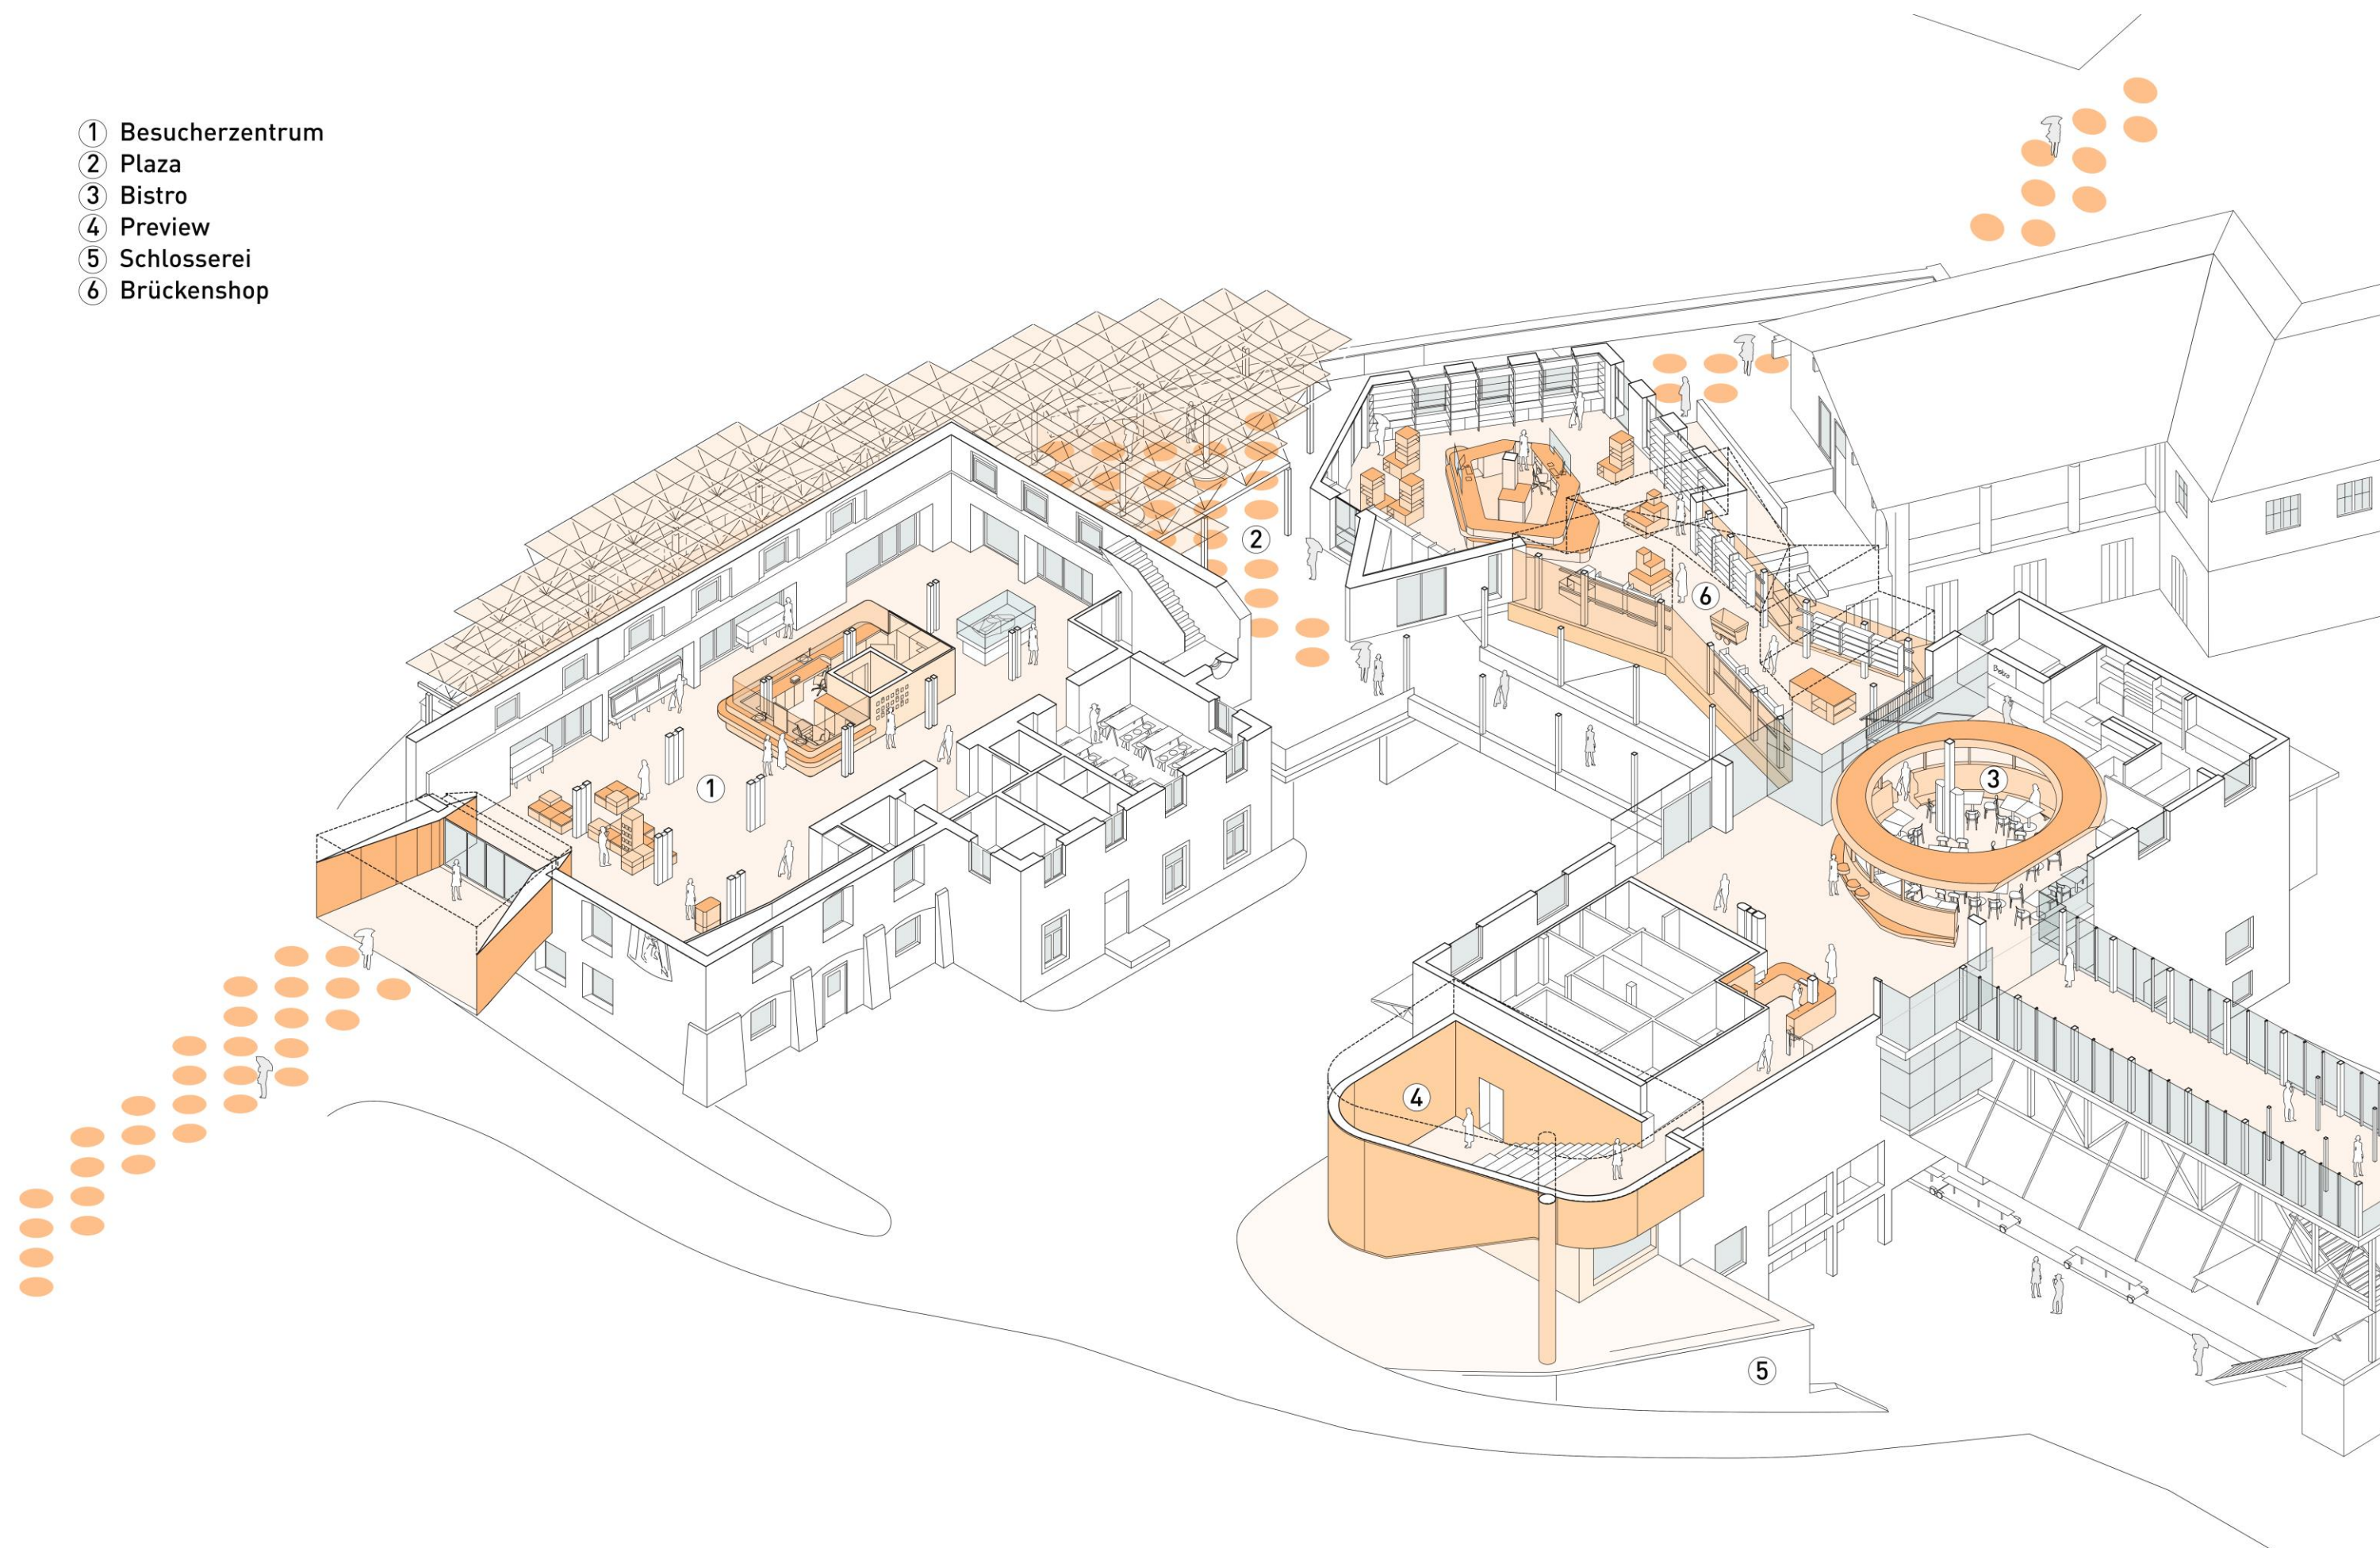 1 Besucherzentrum
2 Plaza
3 Bistro
4 Preview
5 Schlosserei
6 Brückenshop
2
6
3
1
4
5